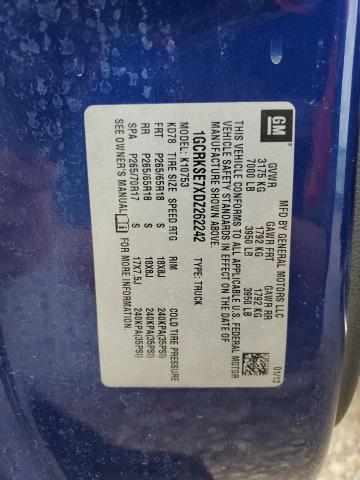 GM
MFD BY GENERAL MOTORS LLC
01/13
GVWR GAWR FRT GAWR RR
3175 KG 1792 KG 1792 KG
7000 LB 3950 LB 3950 LB
THIS VEHICLE CONFORMS TO ALL APPLICABLE U.S. FEDERAL MOTOR
VEHICLE SAFETY STANDARDS IN EFFECT ON THE DATE OF
MANUFACTURE SHOWN ABOVE.
1GCRKSE7XDZ262242 TYPE: TRUCK
MODEL: K10753
KD78 TIRE SIZE SPEED RTG RIM COLD TIRE PRESSURE
FRT P265/65R18 S 18X8J 240KPA(35PSI)
RR P265/65R18 S 18X8J 240KPA(35PSI)
SPA P265/70R17 S 17X7.5J 240KPA(35PSI)
SEE OWNER'S MANUAL